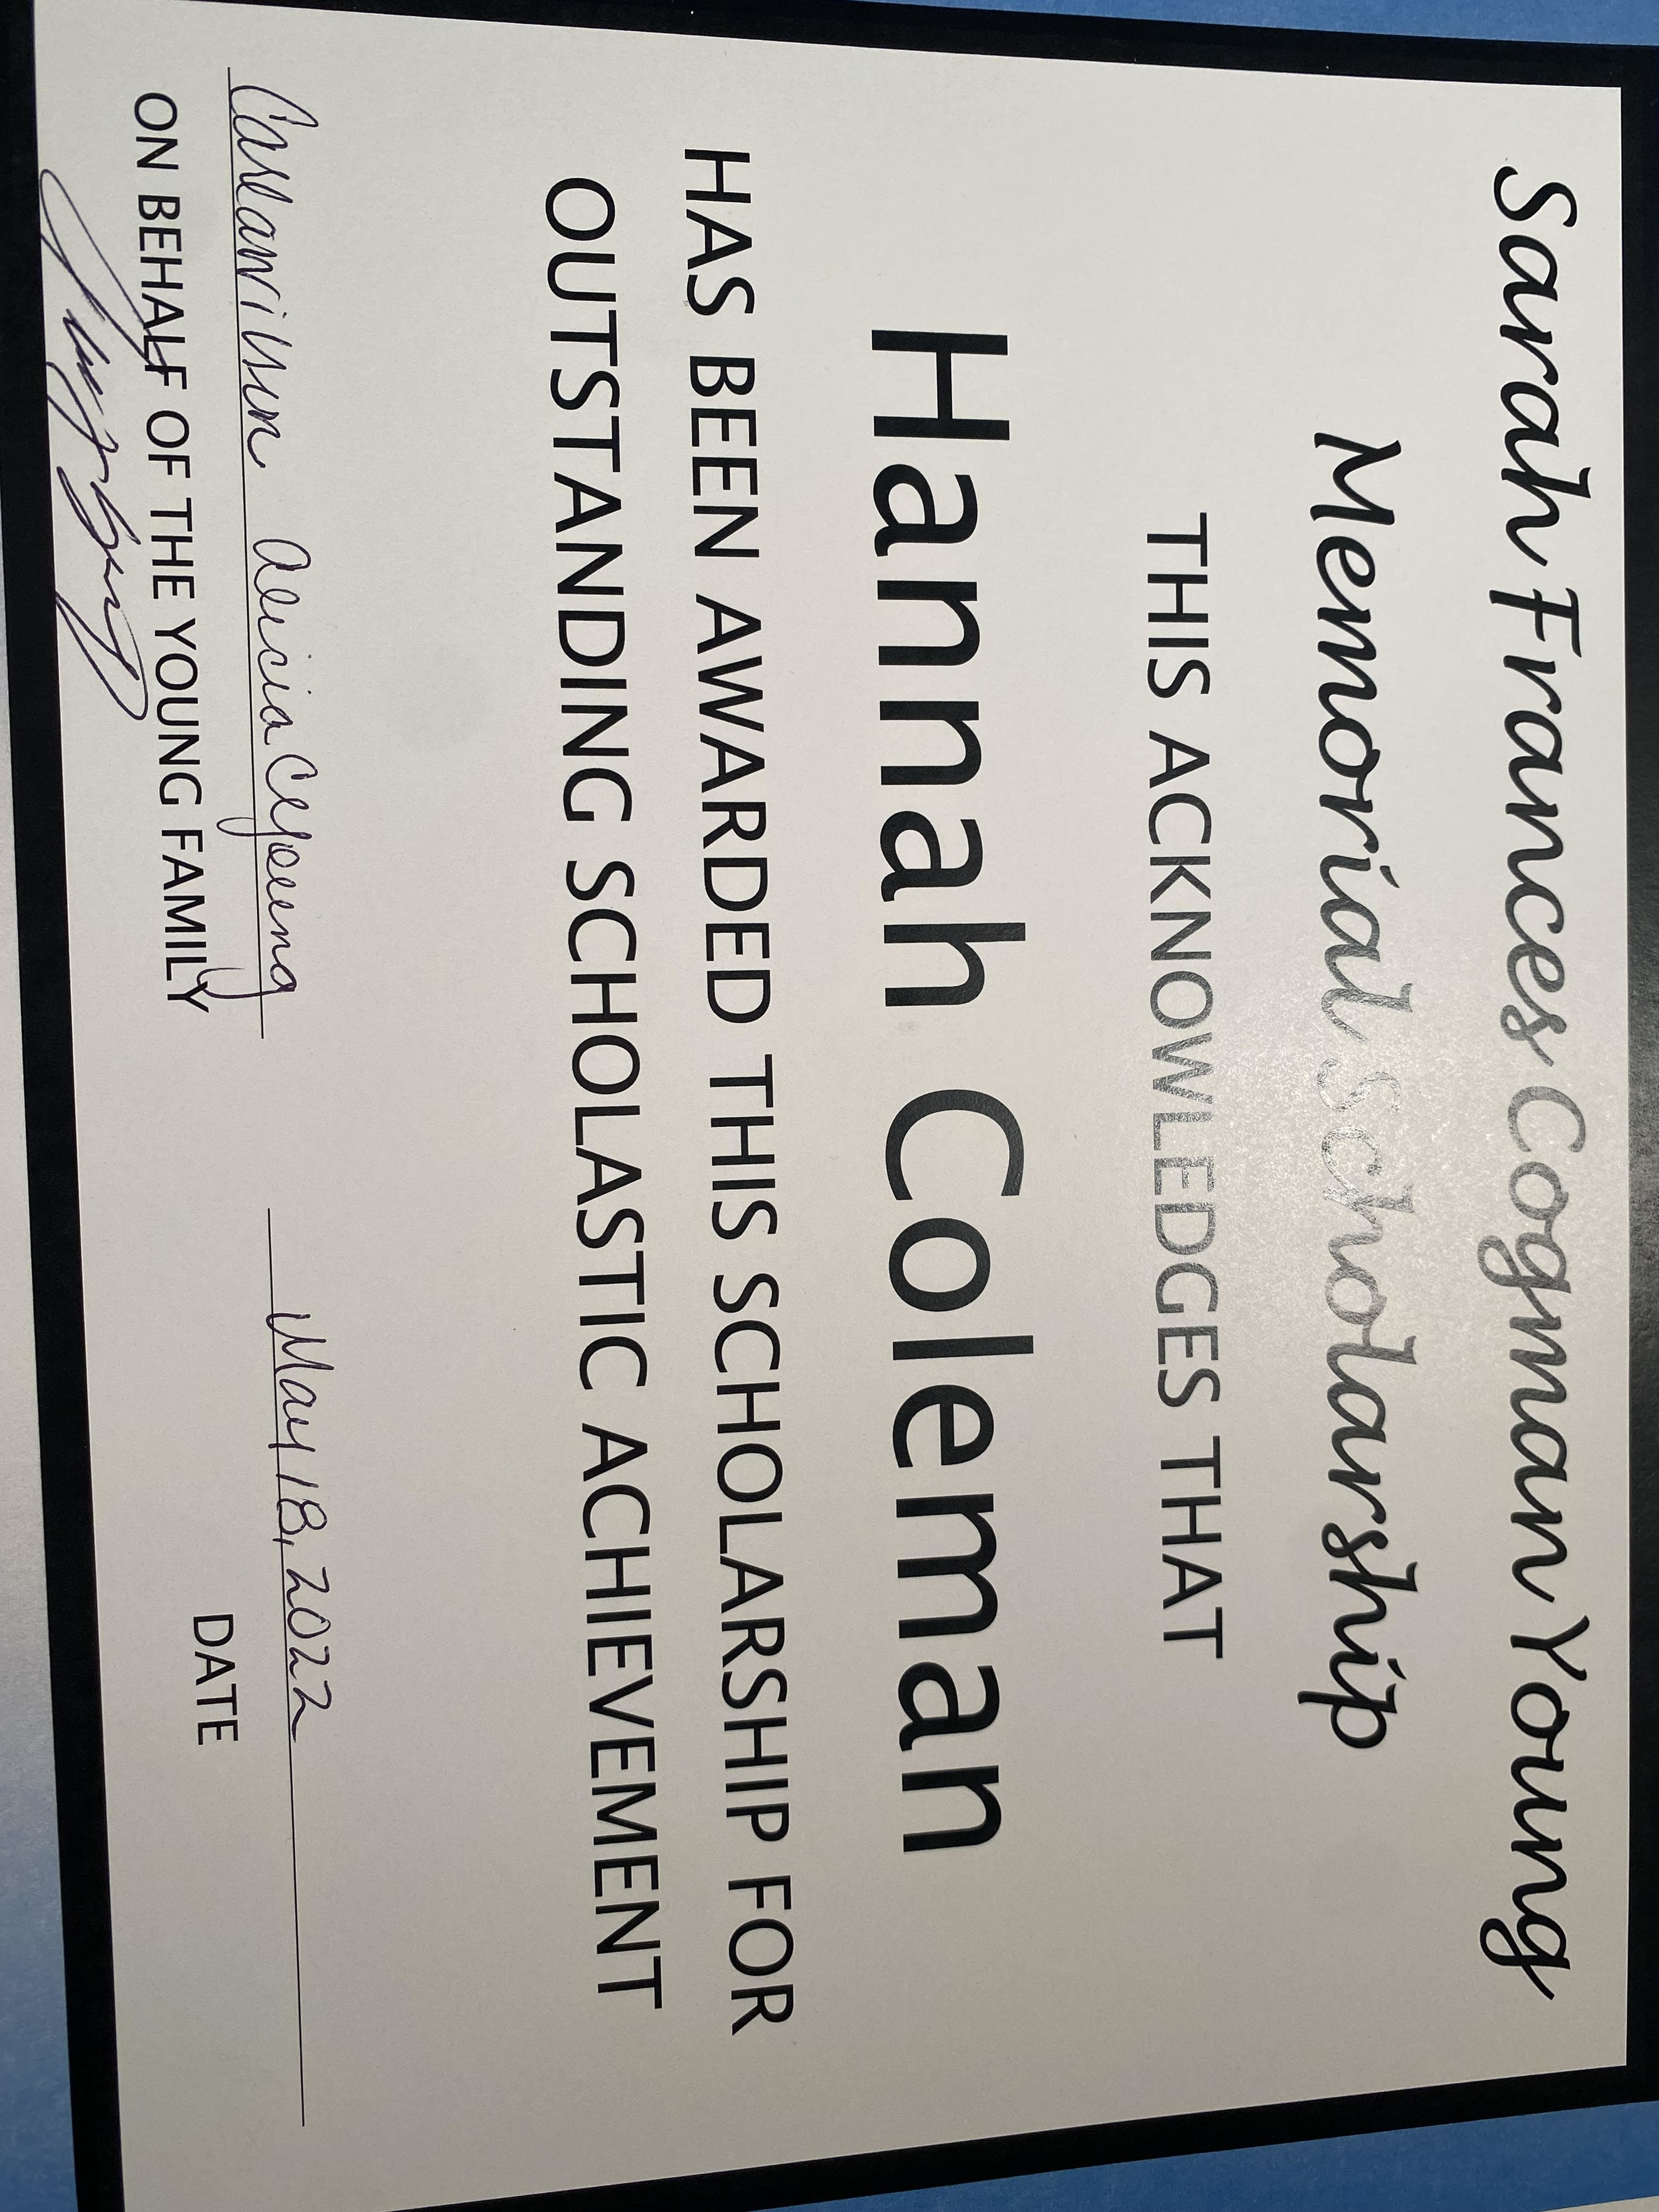 Sarah Frances Cogman Young
Memorial Scholarship
THIS ACKNOWLEDGES THAT
Hannah Coleman
HAS BEEN AWARDED THIS SCHOLARSHIP FOR
OUTSTANDING SCHOLASTIC ACHIEVEMENT
Alicia C Young May 18, 2022
ON BEHALF OF THE YOUNG FAMILY DATE